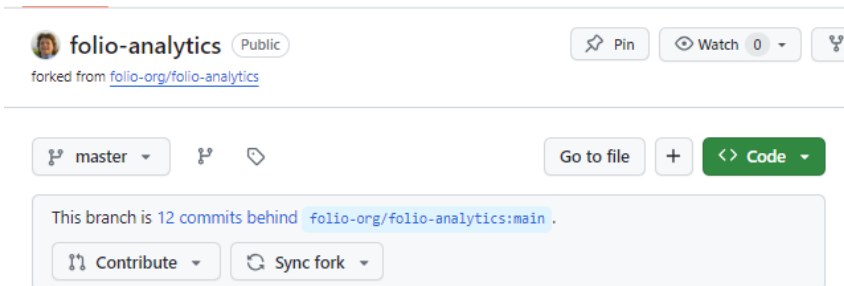 folio-analytics Public Pin Watch 0
forked from folio-org/folio-analytics
master Go to file + <> Code
This branch is 12 commits behind folio-org/folio-analytics:main .
Contribute Sync fork